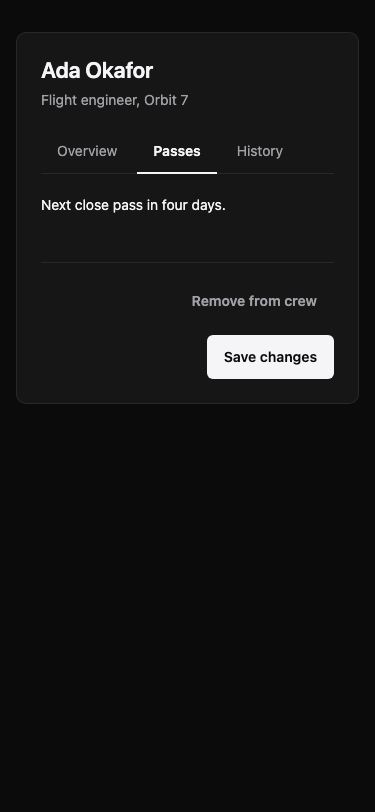 Ada Okafor
Flight engineer, Orbit 7
Overview Passes History
Next close pass in four days.
Remove from crew
Save changes